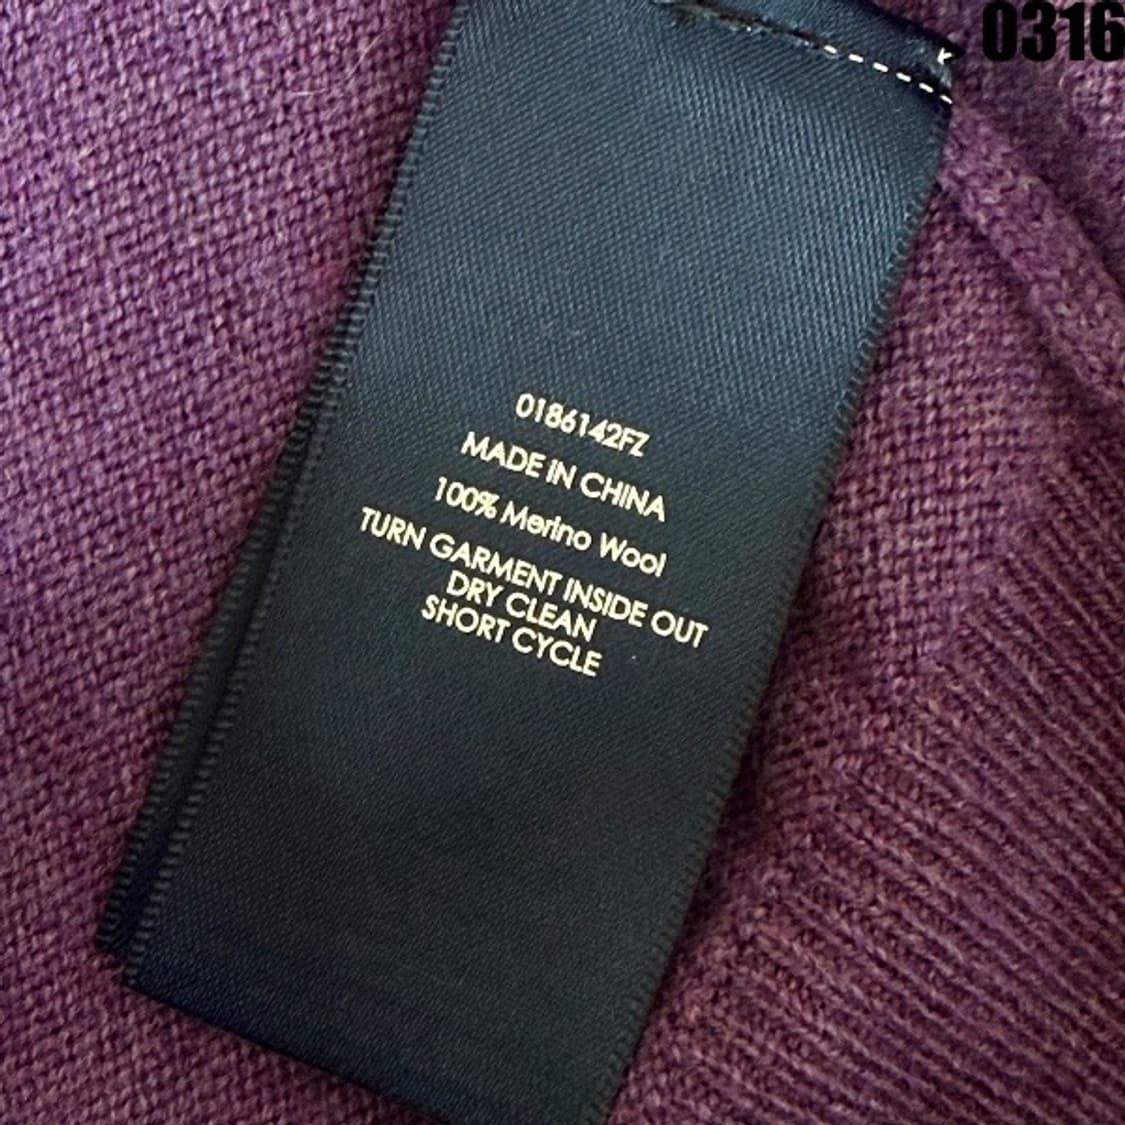 0316
0186142FZ
MADE IN CHINA
100% Merino Wool
TURN GARMENT INSIDE OUT
DRY CLEAN
SHORT CYCLE